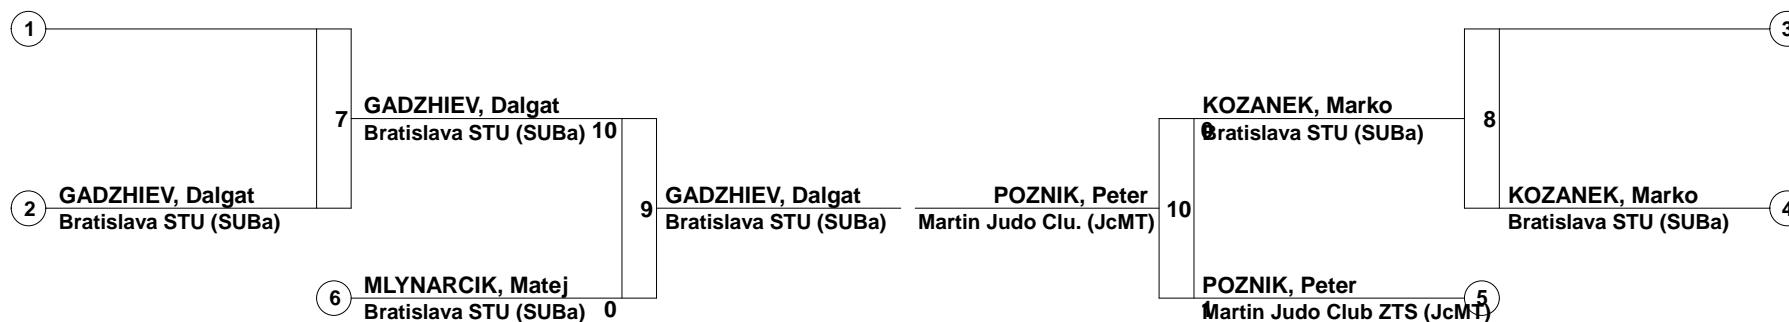 1
3
7
GADZHIEV, Dalgat
Bratislava STU (SUBa) 10
KOZANEK, Marko
0
Bratislava STU (SUBa)
8
2
GADZHIEV, Dalgat
Bratislava STU (SUBa)
9
GADZHIEV, Dalgat
Bratislava STU (SUBa)
POZNIK, Peter
Martin Judo Clu. (JcMT)
10
KOZANEK, Marko
Bratislava STU (SUBa)
4
6
MLYNARCIK, Matej
Bratislava STU (SUBa) 0
POZNIK, Peter
1
Martin Judo Club ZTS (JcMT)
5